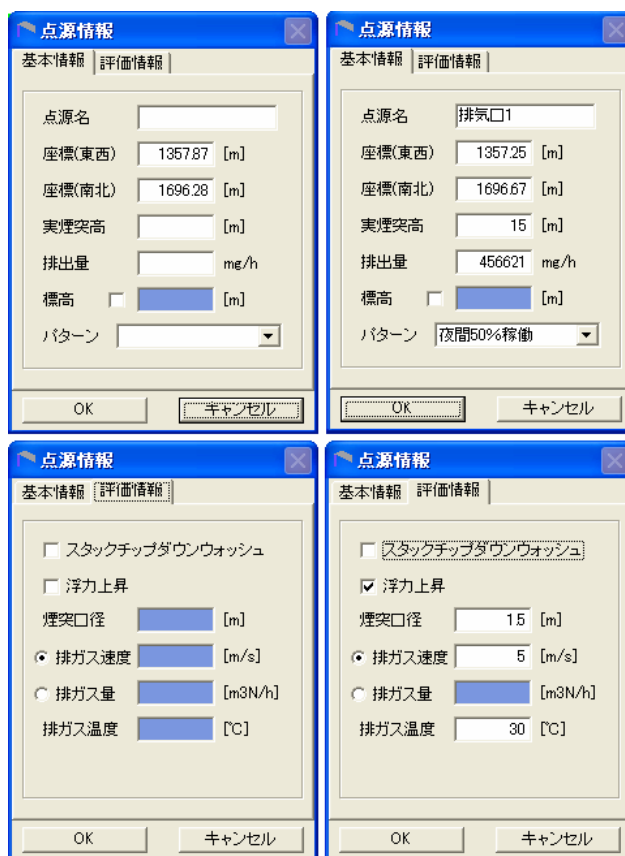 点源情報
基本情報 評価情報
点源名
座標(東西) 1357.87 [m]
座標(南北) 1696.28 [m]
実煙突高 [m]
排出量 mg/h
標高 [m]
パターン
OK キャンセル
点源情報
基本情報 評価情報
点源名 排気口1
座標(東西) 1357.25 [m]
座標(南北) 1696.67 [m]
実煙突高 15 [m]
排出量 456621 mg/h
標高 [m]
パターン 夜間50%稼働
OK キャンセル
点源情報
基本情報 評価情報
スタックチップダウンウォッシュ
浮力上昇
煙突口径 [m]
排ガス速度 [m/s]
排ガス量 [m3N/h]
排ガス温度 [℃]
OK キャンセル
点源情報
基本情報 評価情報
スタックチップダウンウォッシュ
浮力上昇
煙突口径 1.5 [m]
排ガス速度 5 [m/s]
排ガス量 [m3N/h]
排ガス温度 30 [℃]
OK キャンセル